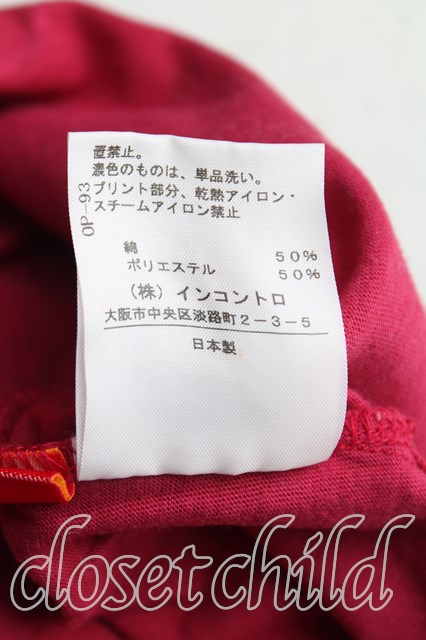 置禁止。
濃色のものは、単品洗い。
プリント部分、乾熱アイロン・
スチームアイロン禁止
OP-93
綿 50%
ポリエステル 50%
（株）インコントロ
大阪市中央区淡路町2-3-5
日本製
closetchild